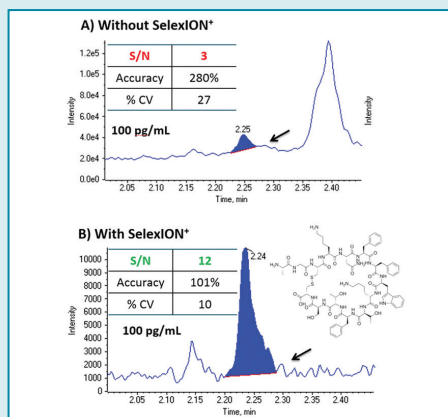 A) Without SelexION+
S/N 3
Accuracy 280%
% CV 27
100 pg/mL
Intensity
1.2e5
1.0e5
8.0e4
6.0e4
4.0e4
2.0e4
0.0e0
2.25
Intensity
2.05 2.10 2.15 2.20 2.25 2.30 2.35 2.40
Time, min
B) With SelexION+
S/N 12
Accuracy 101%
% CV 10
100 pg/mL
Intensity
10000
9000
8000
7000
6000
5000
4000
3000
2000
1000
0
2.24
2.05 2.10 2.15 2.20 2.25 2.30 2.35 2.40
Time, min